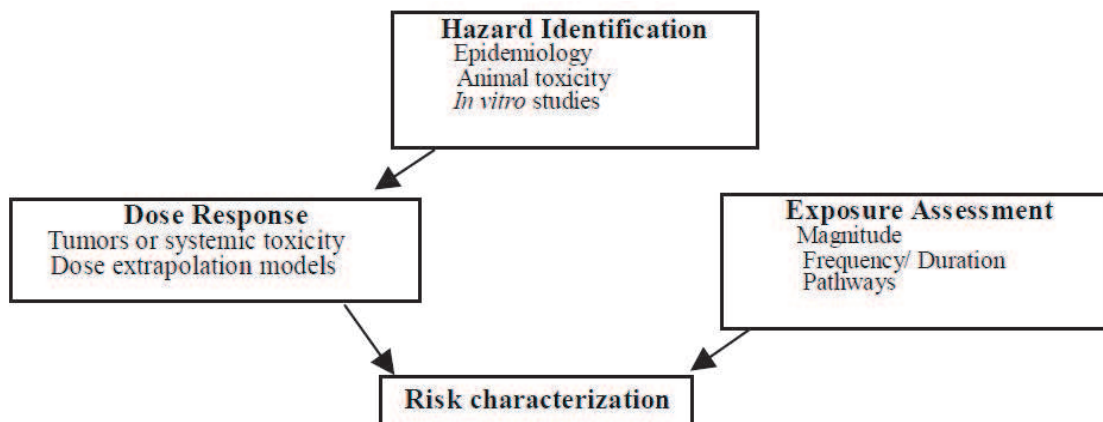 Hazard Identification
Epidemiology
Animal toxicity
In vitro studies
Dose Response
Tumors or systemic toxicity
Dose extrapolation models
Exposure Assessment
Magnitude
Frequency/ Duration
Pathways
Risk characterization